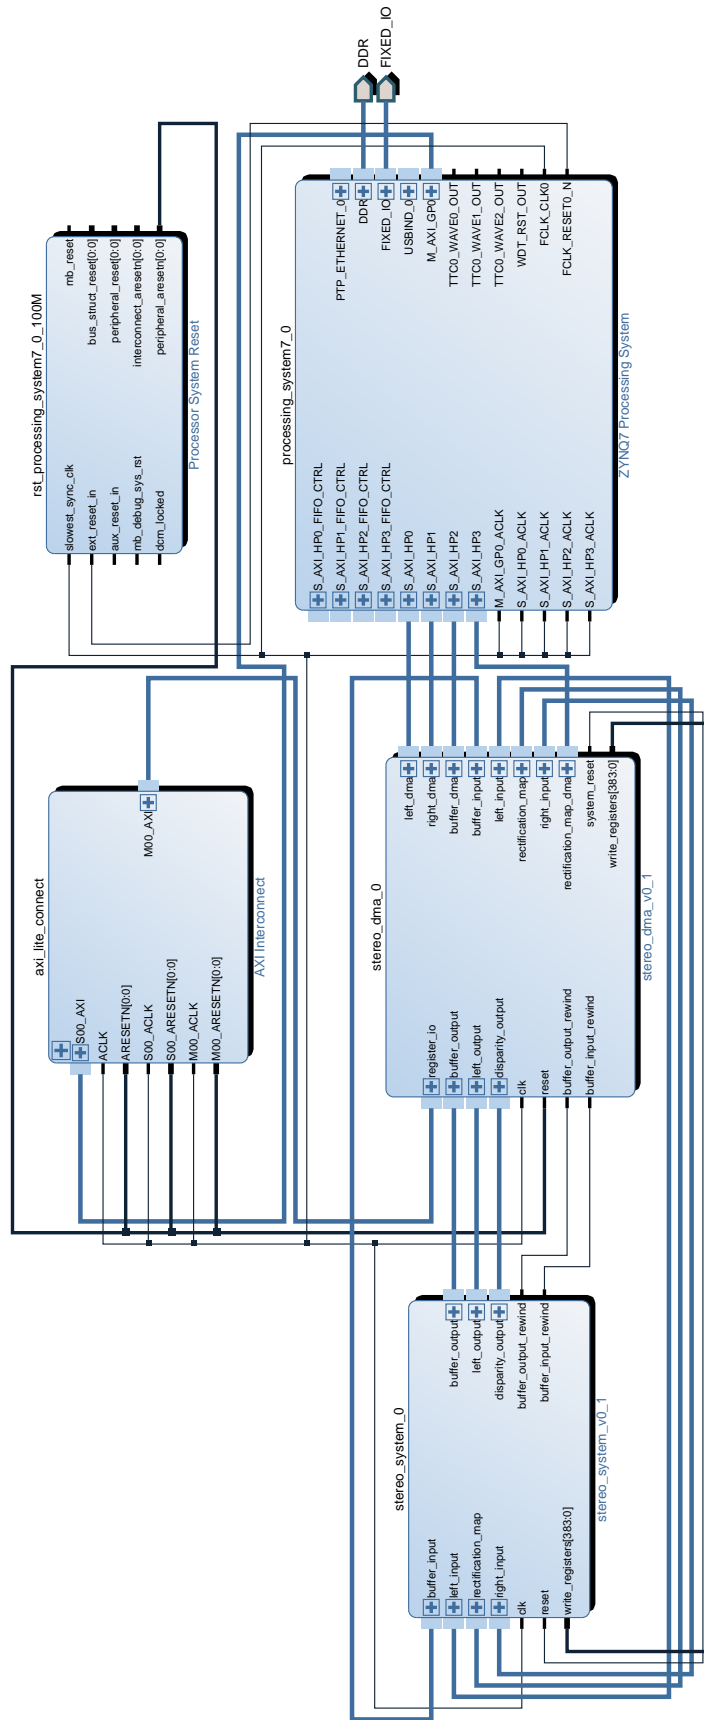 axi_lite_connect
S00_AXI
ACLK
ARESETN[0:0]
S00_ACLK
S00_ARESETN[0:0]
M00_ACLK
M00_ARESETN[0:0]
M00_AXI
AXI Interconnect
rst_processing_system7_0_100M
slowest_sync_clk
ext_reset_in
aux_reset_in
mb_debug_sys_rst
dcm_locked
mb_reset
bus_struct_reset[0:0]
peripheral_reset[0:0]
interconnect_aresetn[0:0]
peripheral_aresetn[0:0]
Processor System Reset
stereo_system_0
buffer_input
left_input
rectification_map
right_input
clk
reset
write_registers[383:0]
buffer_output
left_output
disparity_output
buffer_output_rewind
buffer_input_rewind
stereo_system_v0_1
stereo_dma_0
register_io
buffer_output
left_output
disparity_output
clk
reset
buffer_output_rewind
buffer_input_rewind
left_dma
right_dma
buffer_dma
buffer_input
left_input
rectification_map
right_input
rectification_map_dma
system_reset
write_registers[383:0]
stereo_dma_v0_1
processing_system7_0
S_AXI_HP0_FIFO_CTRL
S_AXI_HP1_FIFO_CTRL
S_AXI_HP2_FIFO_CTRL
S_AXI_HP3_FIFO_CTRL
S_AXI_HP0
S_AXI_HP1
S_AXI_HP2
S_AXI_HP3
M_AXI_GP0_ACLK
S_AXI_HP0_ACLK
S_AXI_HP1_ACLK
S_AXI_HP2_ACLK
S_AXI_HP3_ACLK
PTP_ETHERNET_0
DDR
FIXED_IO
USBIND_0
M_AXI_GP0
TTC0_WAVE0_OUT
TTC0_WAVE1_OUT
TTC0_WAVE2_OUT
WDT_RST_OUT
FCLK_CLK0
FCLK_RESET0_N
ZYNQ7 Processing System
DDR
FIXED_IO